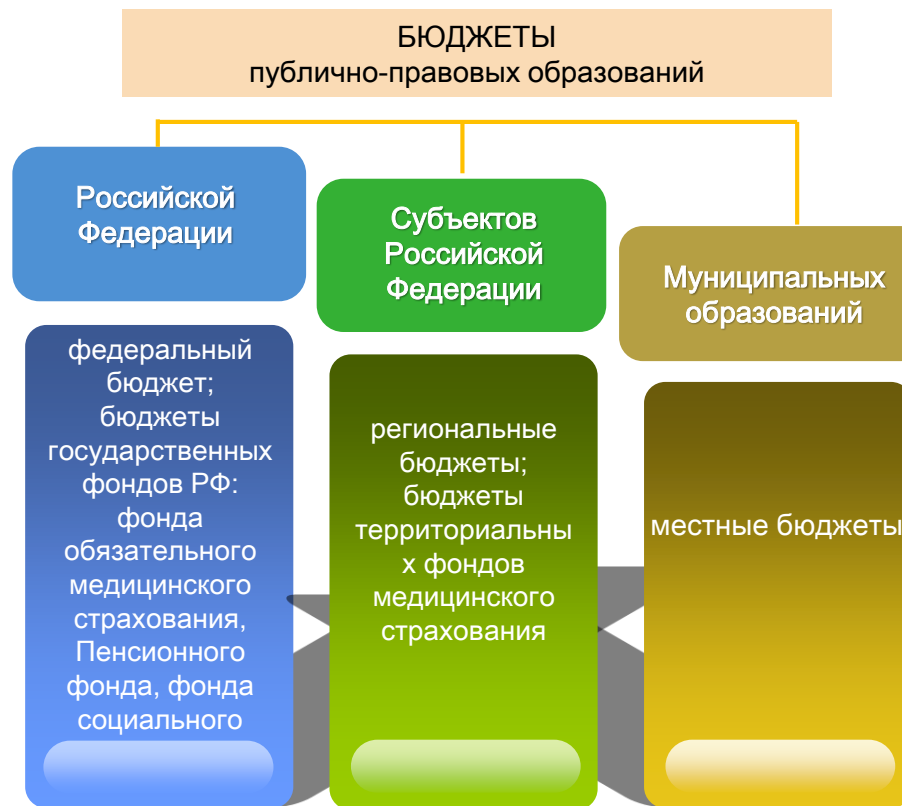 БЮДЖЕТЫ
публично-правовых образований
Российской
Федерации
федеральный
бюджет;
бюджеты
государственных
фондов РФ:
фонда
обязательного
медицинского
страхования,
Пенсионного
фонда, фонда
социального
Субъектов
Российской
Федерации
региональные
бюджеты;
бюджеты
территориальны
х фондов
медицинского
страхования
Муниципальных
образований
местные бюджеты